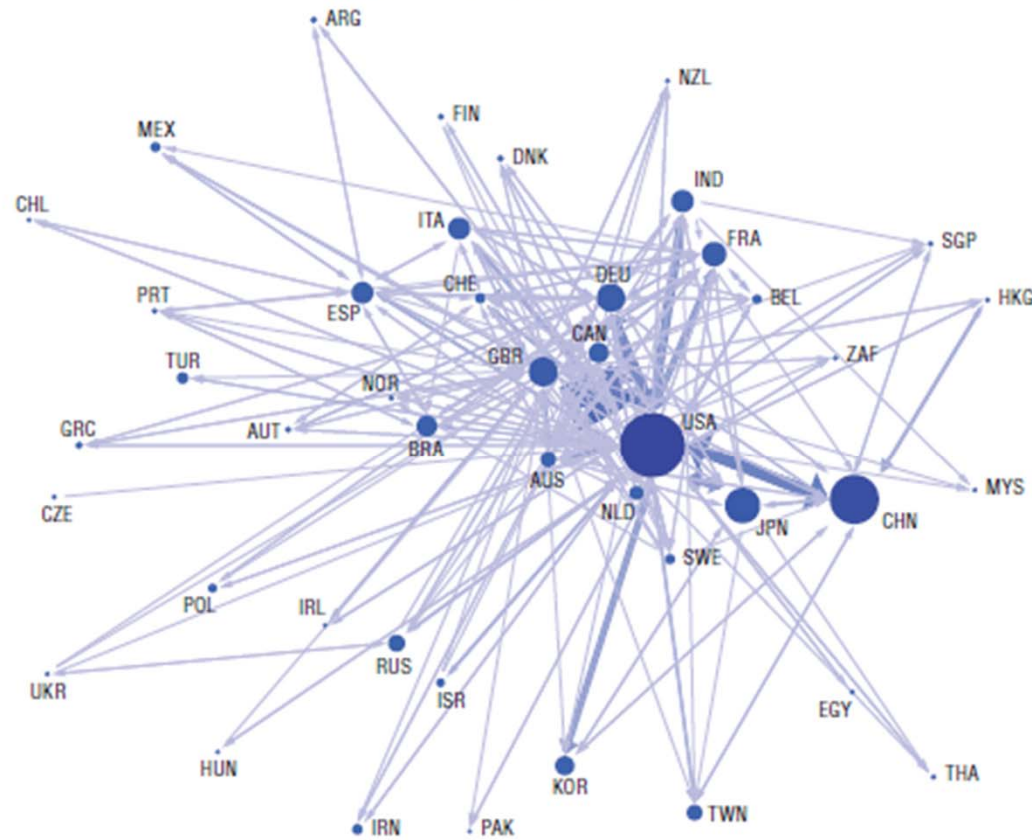 ARG
NZL
FIN
MEX
DNK
IND
CHL
ITA
FRA
SGP
DEU
CHE
BEL
HKG
PRT
ESP
CAN
GBR
ZAF
TUR
NOR
USA
GRC
AUT
BRA
AUS
MYS
CZE
NLD
JPN
CHN
SWE
POL
IRL
RUS
UKR
ISR
EGY
HUN
THA
KOR
TWN
IRN
PAK